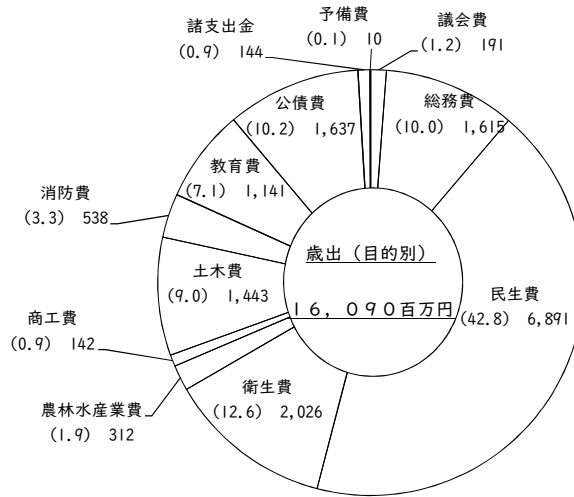 予備費
(0.1) 10
議会費
(1.2) 191
総務費
(10.0) 1,615
民生費
(42.8) 6,891
衛生費
(12.6) 2,026
農林水産業費
(1.9) 312
商工費
(0.9) 142
土木費
(9.0) 1,443
消防費
(3.3) 538
教育費
(7.1) 1,141
公債費
(10.2) 1,637
諸支出金
(0.9) 144
歳出（目的別）
１６，０９０百万円